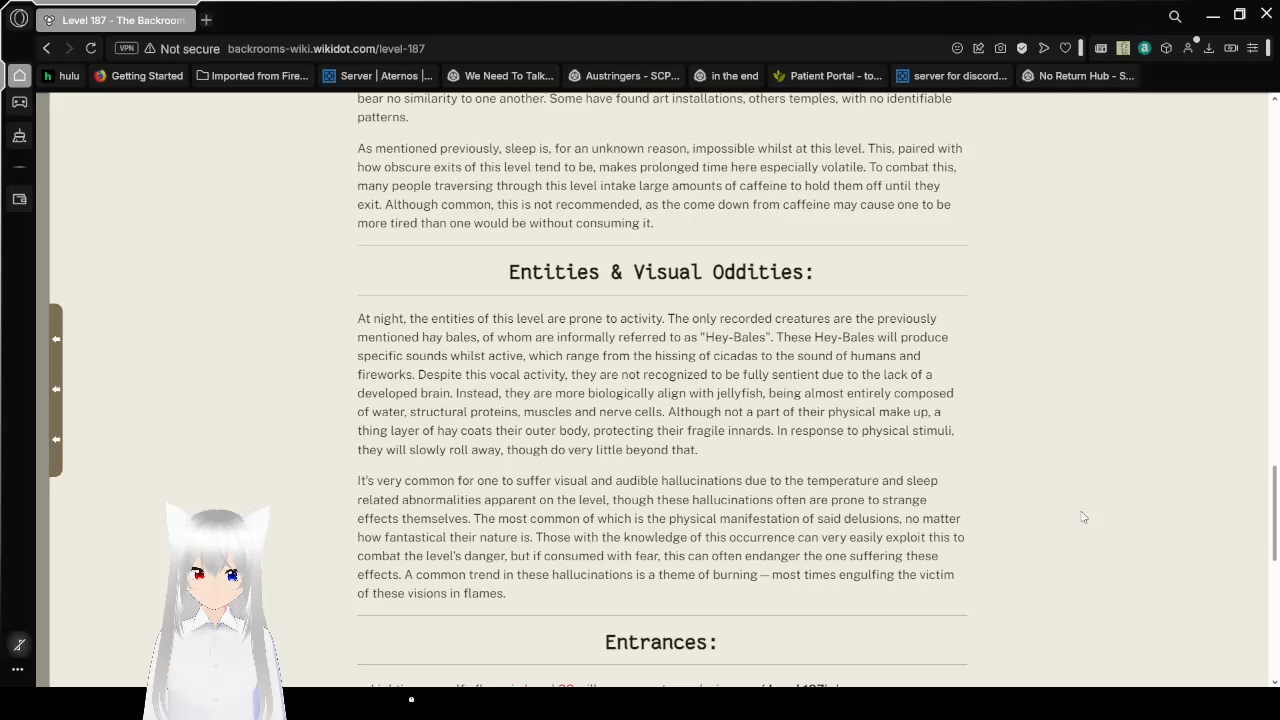 Level 187 - The Backroom
VPN
Not secure
backrooms-wiki.wikidot.com/level-187
hulu
Getting Started
Imported from Fire...
Server | Aternos |...
We Need To Talk...
Austringers - SCP...
in the end
Patient Portal - to...
server for discord...
No Return Hub - S...
bear no similarity to one another. Some have found art installations, others temples, with no identifiable
patterns.
As mentioned previously, sleep is, for an unknown reason, impossible whilst at this level. This, paired with
how obscure exits of this level tend to be, makes prolonged time here especially volatile. To combat this,
many people traversing through this level intake large amounts of caffeine to hold them off until they
exit. Although common, this is not recommended, as the come down from caffeine may cause one to be
more tired than one would be without consuming it.
Entities & Visual Oddities:
At night, the entities of this level are prone to activity. The only recorded creatures are the previously
mentioned hay bales, of whom are informally referred to as "Hey-Bales". These Hey-Bales will produce
specific sounds whilst active, which range from the hissing of cicadas to the sound of humans and
fireworks. Despite this vocal activity, they are not recognized to be fully sentient due to the lack of a
developed brain. Instead, they are more biologically align with jellyfish, being almost entirely composed
of water, structural proteins, muscles and nerve cells. Although not a part of their physical make up, a
thing layer of hay coats their outer body, protecting their fragile innards. In response to physical stimuli,
they will slowly roll away, though do very little beyond that.
It's very common for one to suffer visual and audible hallucinations due to the temperature and sleep
related abnormalities apparent on the level, though these hallucinations often are prone to strange
effects themselves. The most common of which is the physical manifestation of said delusions, no matter
how fantastical their nature is. Those with the knowledge of this occurrence can very easily exploit this to
combat the level's danger, but if consumed with fear, this can often endanger the one suffering these
effects. A common trend in these hallucinations is a theme of burning—most times engulfing the victim
of these visions in flames.
Entrances: